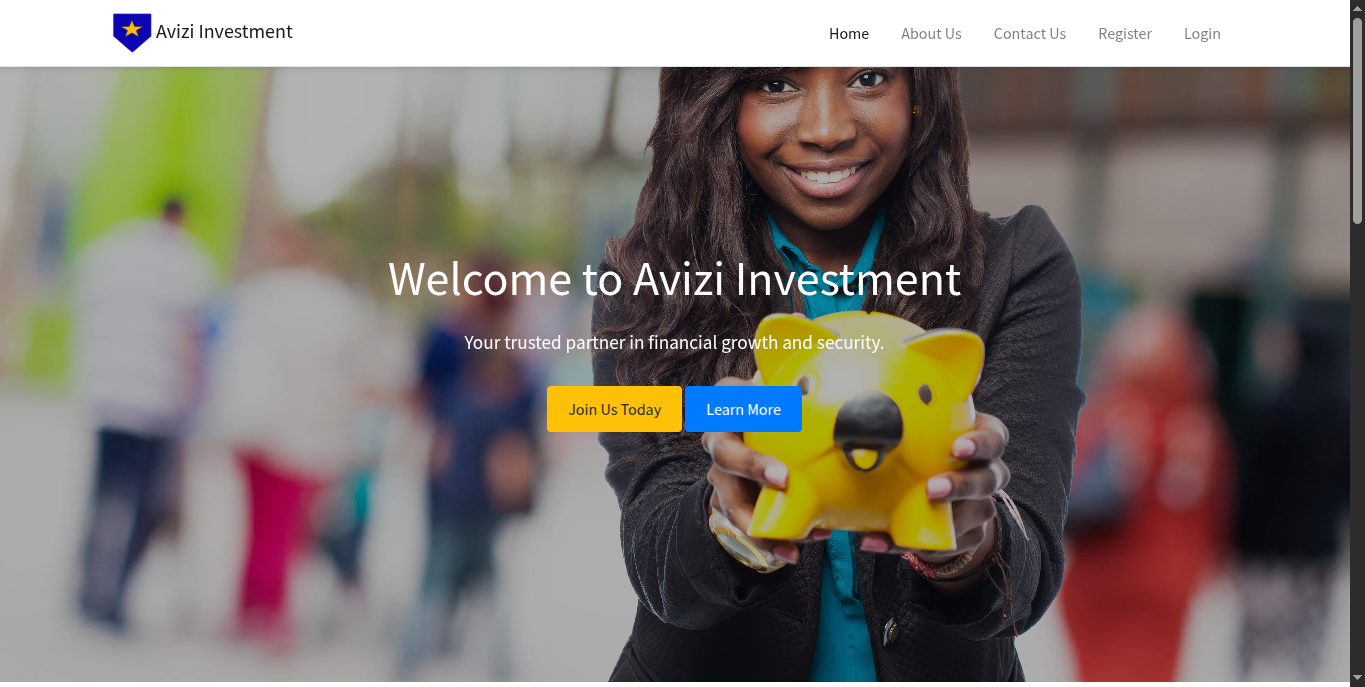 Avizi Investment
Home
About Us
Contact Us
Register
Login
Welcome to Avizi Investment
Your trusted partner in financial growth and security.
Join Us Today
Learn More